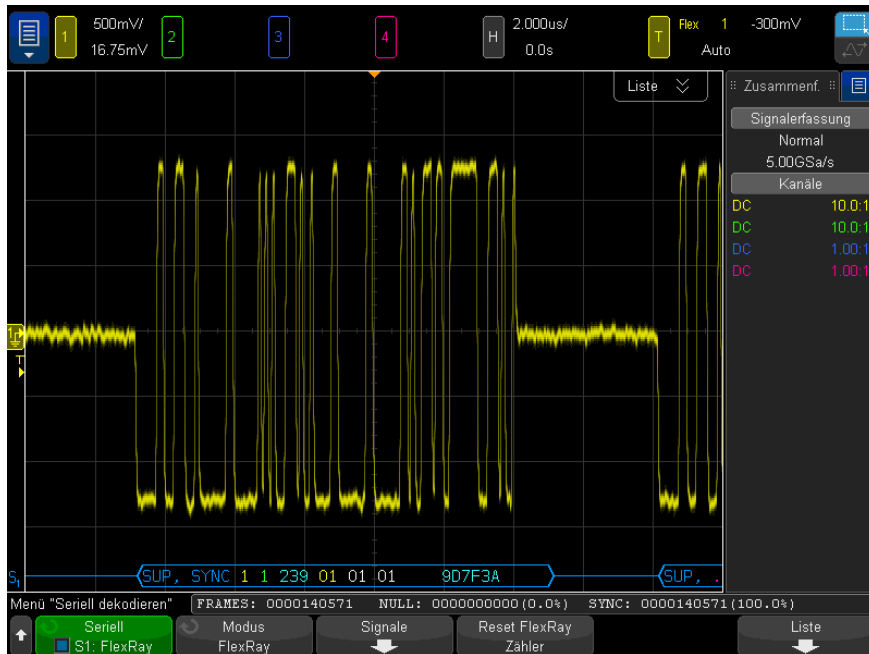 1 500mV/ 2 3 4 H 2.000us/ T Flex 1 -300mV
16.75mV 0.0s Auto
Liste
Zusammenf.
Signalerfassung
Normal
5.00GSa/s
Kanäle
DC 10.0:1
DC 10.0:1
DC 1.00:1
DC 1.00:1
1
T
S1 SUP, SYNC 1 1 239 01 01 01 9D7F3A SUP, .
Menü "Seriell dekodieren" FRAMES: 0000140571 NULL: 0000000000(0.0%) SYNC: 0000140571(100.0%)
Seriell Modus Signale Reset FlexRay Liste
S1: FlexRay FlexRay Zähler